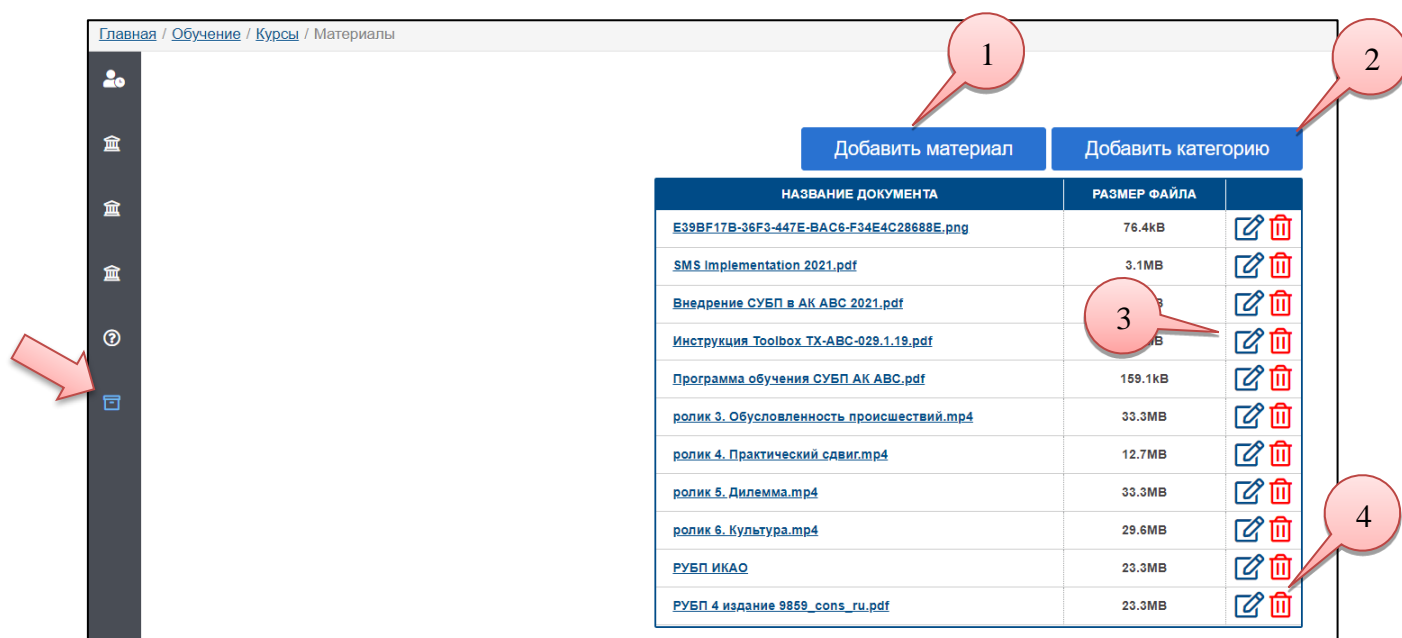 Главная / Обучение / Курсы / Материалы
1
2
Добавить материал Добавить категорию
НАЗВАНИЕ ДОКУМЕНТА РАЗМЕР ФАЙЛА
E39BF17B-36F3-447E-BAC6-F34E4C28688E.png 76.4kB
SMS Implementation 2021.pdf 3.1MB
Внедрение СУБП в АК АВС 2021.pdf
3
Инструкция Toolbox TX-ABC-029.1.19.pdf
Программа обучения СУБП АК АВС.pdf 159.1kB
ролик 3. Обусловленность происшествий.mp4 33.3MB
ролик 4. Практический сдвиг.mp4 12.7MB
ролик 5. Дилемма.mp4 33.3MB
4
ролик 6. Культура.mp4 29.6MB
РУБП ИКАО 23.3MB
РУБП 4 издание 9859_cons_ru.pdf 23.3MB